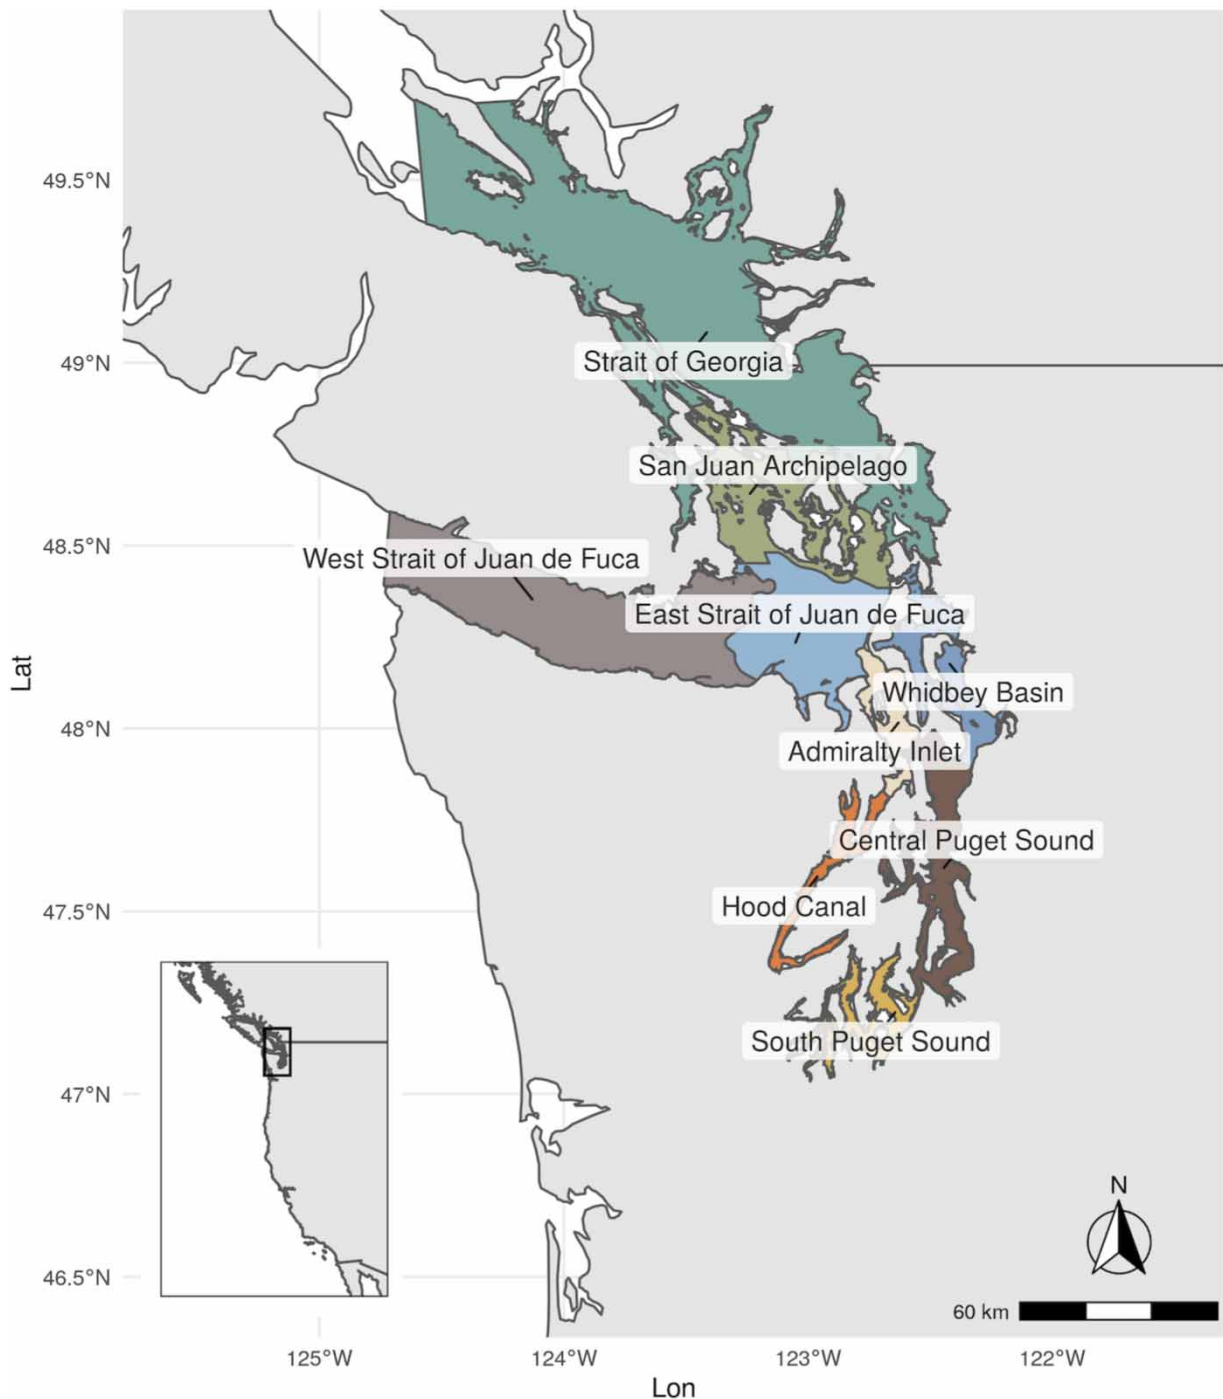 49.5°N
Strait of Georgia
49°N
San Juan Archipelago
48.5°N
West Strait of Juan de Fuca
East Strait of Juan de Fuca
Lat
Whidbey Basin
48°N
Admiralty Inlet
Central Puget Sound
47.5°N
Hood Canal
South Puget Sound
47°N
N
46.5°N
60 km
125°W
124°W
123°W
122°W
Lon